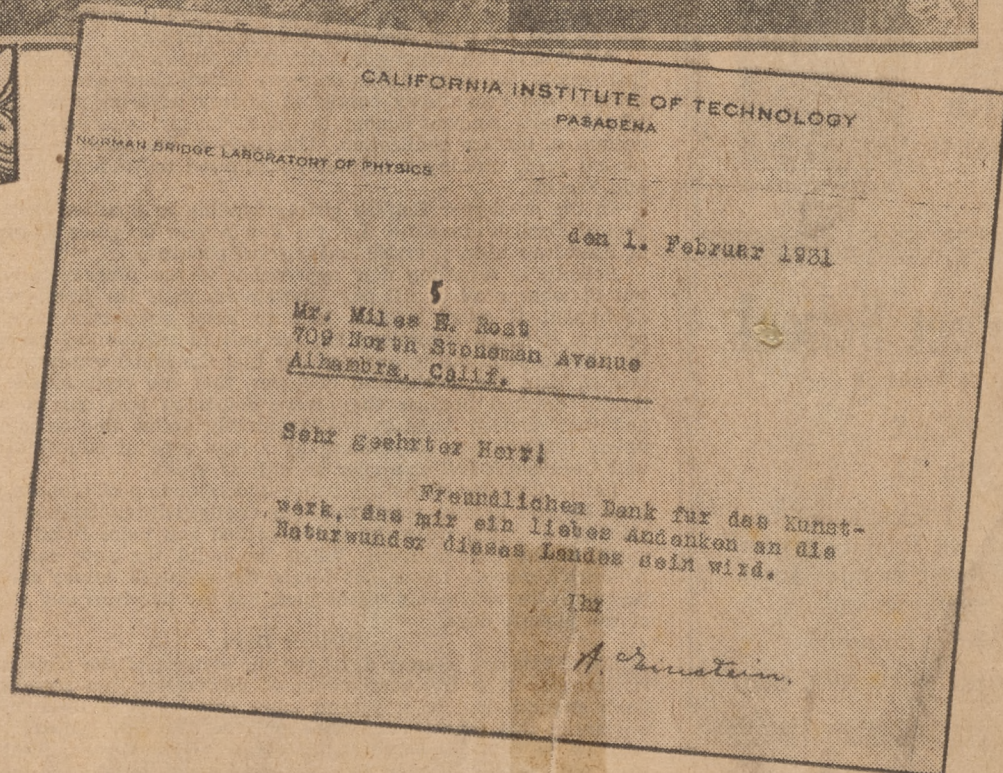 CALIFORNIA INSTITUTE OF TECHNOLOGY
PASADENA
NORMAN BRIDGE LABORATORY OF PHYSICS
den 1. Februar 1931
5
Mr. Miles E. Rost
709 North Stoneman Avenue
Alhambra, Calif.
Sehr geehrter Herr!
Freundlichen Dank fur das Kunst-
werk, das mir ein liebes Andenken an die
Naturwunder dieses Landes sein wird.
Ihr
A. Einstein.